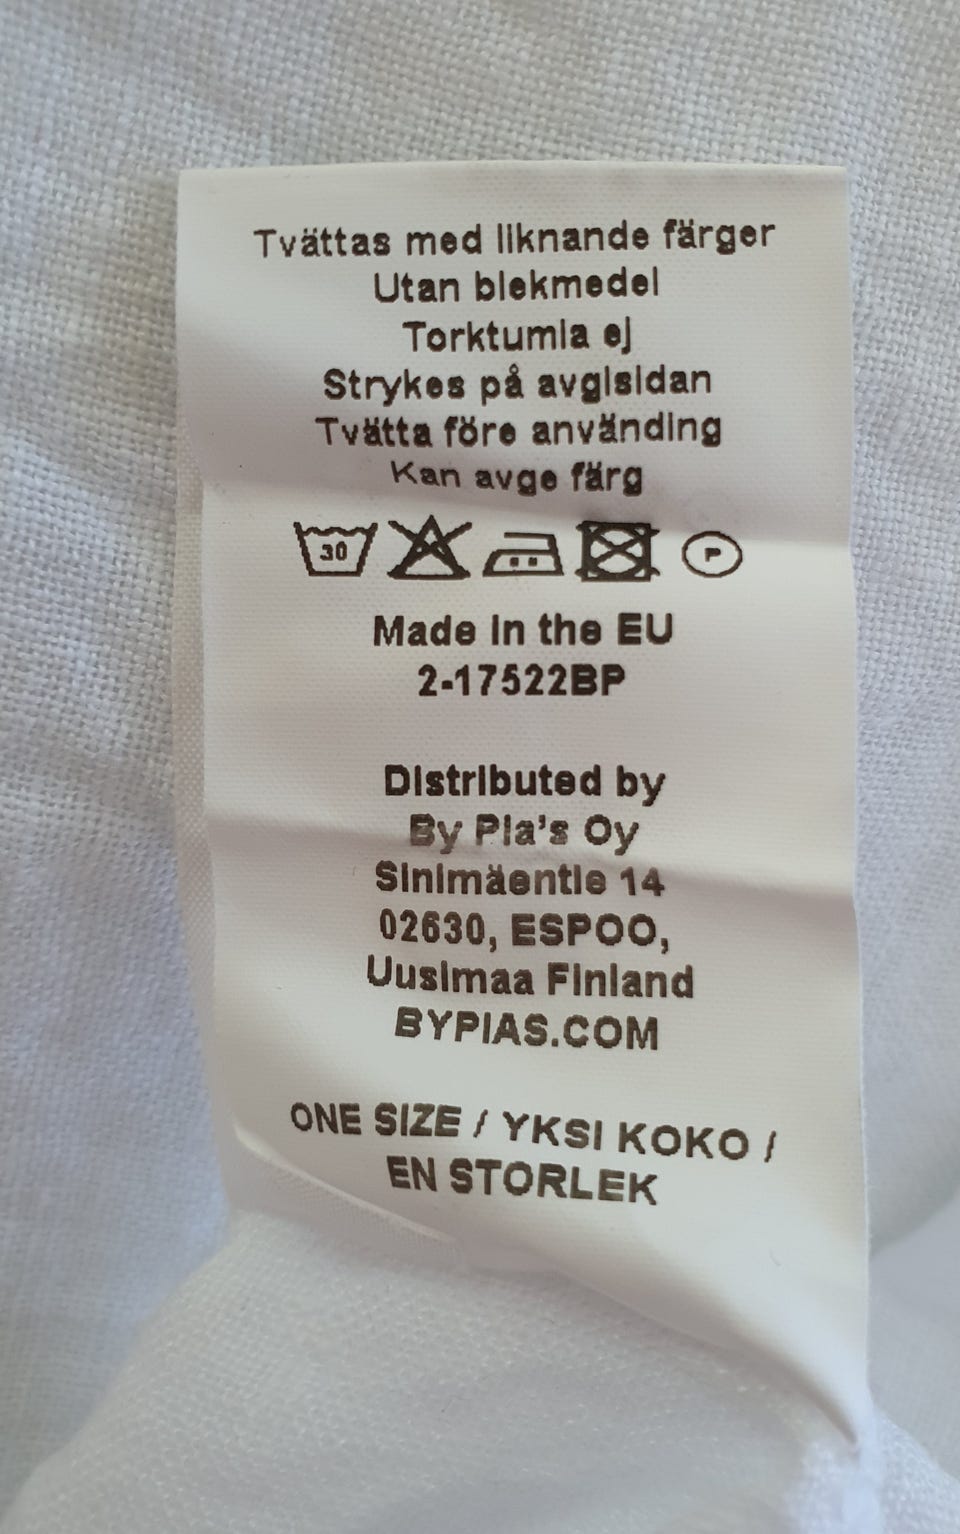 Tvättas med liknande färger
Utan blekmedel
Torktumla ej
Strykes på avgisidan
Tvätta före använding
Kan avge färg
30 P
Made in the EU
2-17522BP
Distributed by
By Pia's Oy
Sinimäentie 14
02630, ESPOO,
Uusimaa Finland
BYPIAS.COM
ONE SIZE / YKSI KOKO /
EN STORLEK